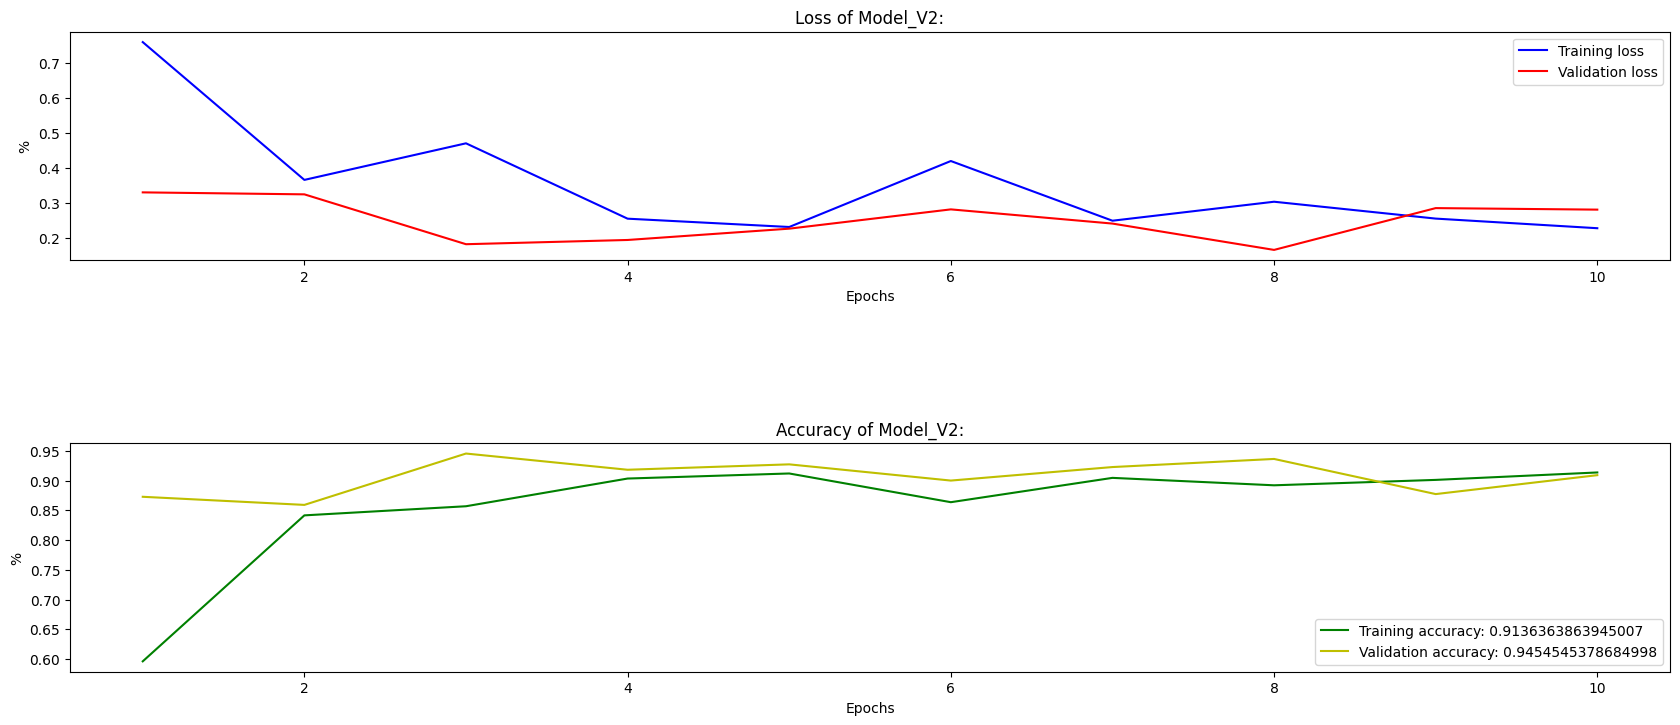 Loss of Model_V2:
0.7
0.6
0.5
0.4
0.3
0.2
%
Training loss
Validation loss
2 4 6 8 10
Epochs
Accuracy of Model_V2:
0.95
0.90
0.85
0.80
0.75
0.70
0.65
0.60
%
Training accuracy: 0.9136363863945007
Validation accuracy: 0.9454545378684998
2 4 6 8 10
Epochs